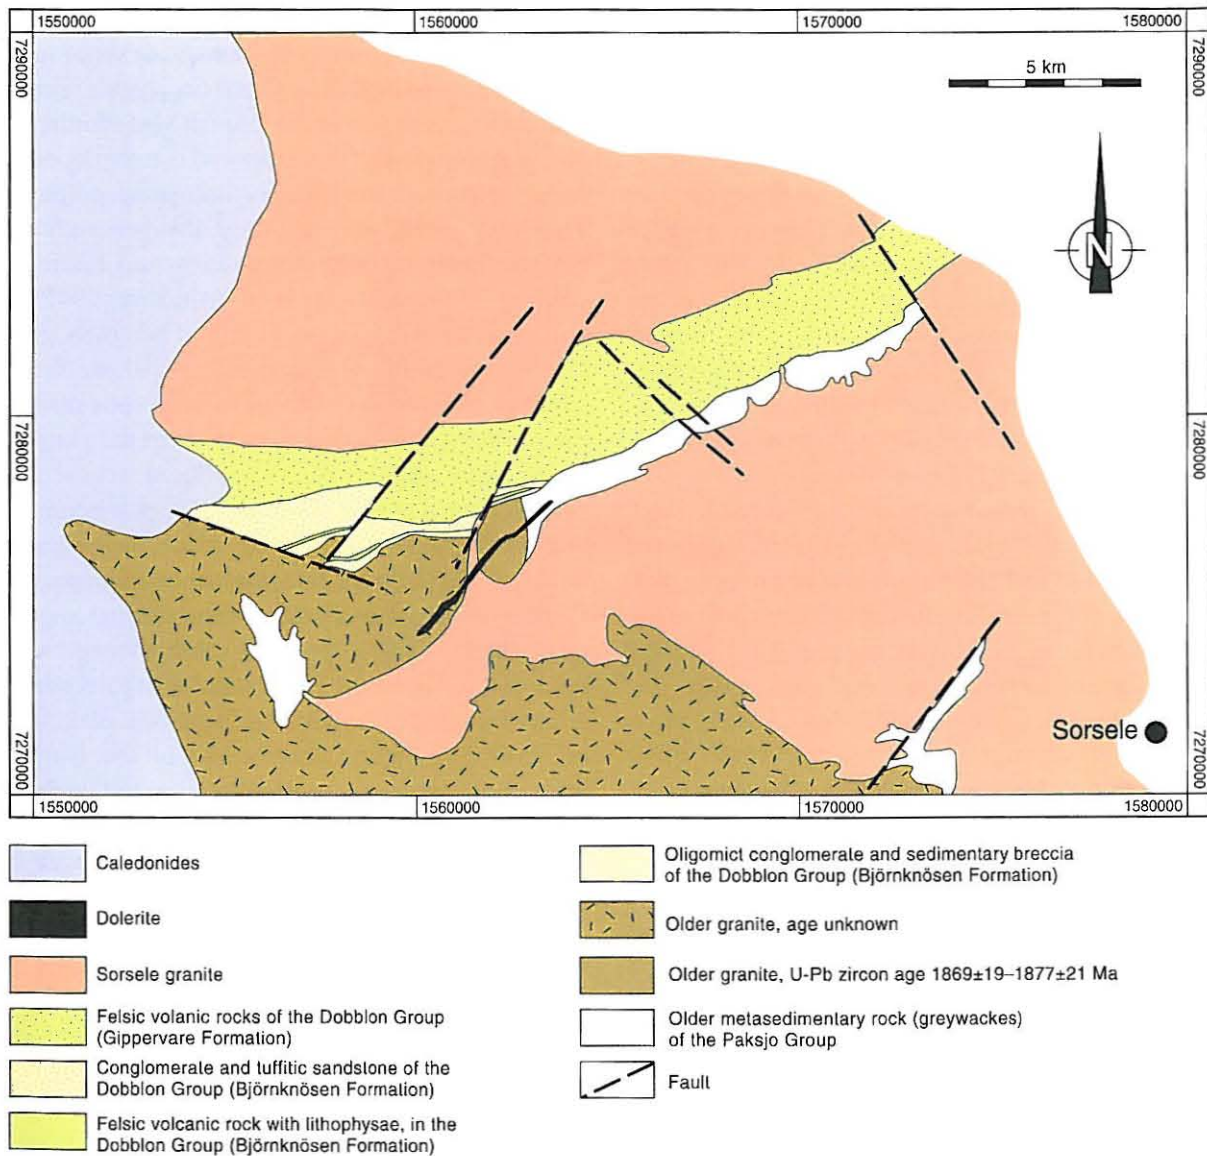 1550000 1560000 1570000 1580000
7290000 7290000
5 km
N
7280000 7280000
Sorsele
7270000 7270000
1550000 1560000 1570000 1580000
Caledonides
Dolerite
Sorsele granite
Felsic volanic rocks of the Dobblon Group
(Gippervare Formation)
Conglomerate and tuffitic sandstone of the
Dobblon Group (Björnknösen Formation)
Felsic volcanic rock with lithophysae, in the
Dobblon Group (Björnknösen Formation)
Oligomict conglomerate and sedimentary breccia
of the Dobblon Group (Björnknösen Formation)
Older granite, age unknown
Older granite, U-Pb zircon age 1869±19–1877±21 Ma
Older metasedimentary rock (greywackes)
of the Paksjo Group
Fault